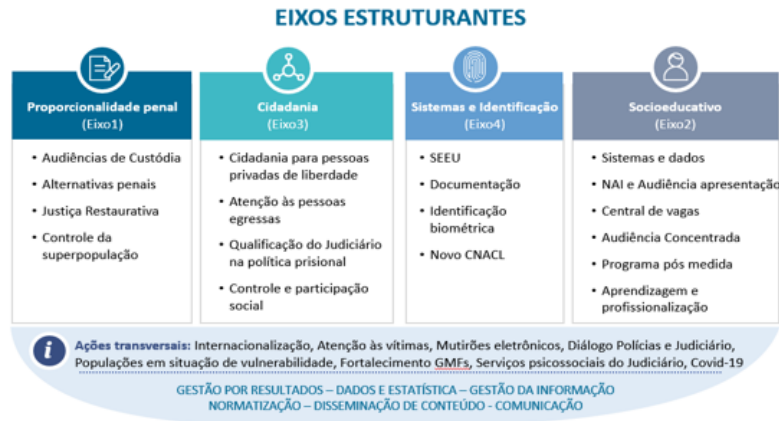 EIXOS ESTRUTURANTES
Proporcionalidade penal
(Eixo1)
• Audiências de Custódia
• Alternativas penais
• Justiça Restaurativa
• Controle da
superpopulação
Cidadania
(Eixo3)
• Cidadania para pessoas
privadas de liberdade
• Atenção às pessoas
egressas
• Qualificação do Judiciário
na política prisional
• Controle e participação
social
Sistemas e Identificação
(Eixo4)
• SEEU
• Documentação
• Identificação
biométrica
• Novo CNACL
Socioeducativo
(Eixo2)
• Sistemas e dados
• NAI e Audiência apresentação
• Central de vagas
• Audiência Concentrada
• Programa pós medida
• Aprendizagem e
profissionalização
i
Ações transversais: Internacionalização, Atenção às vítimas, Mutirões eletrônicos, Diálogo Polícias e Judiciário,
Populações em situação de vulnerabilidade, Fortalecimento GMFs, Serviços psicossociais do Judiciário, Covid-19
GESTÃO POR RESULTADOS – DADOS E ESTATÍSTICA – GESTÃO DA INFORMAÇÃO
NORMATIZAÇÃO – DISSEMINAÇÃO DE CONTEÚDO - COMUNICAÇÃO